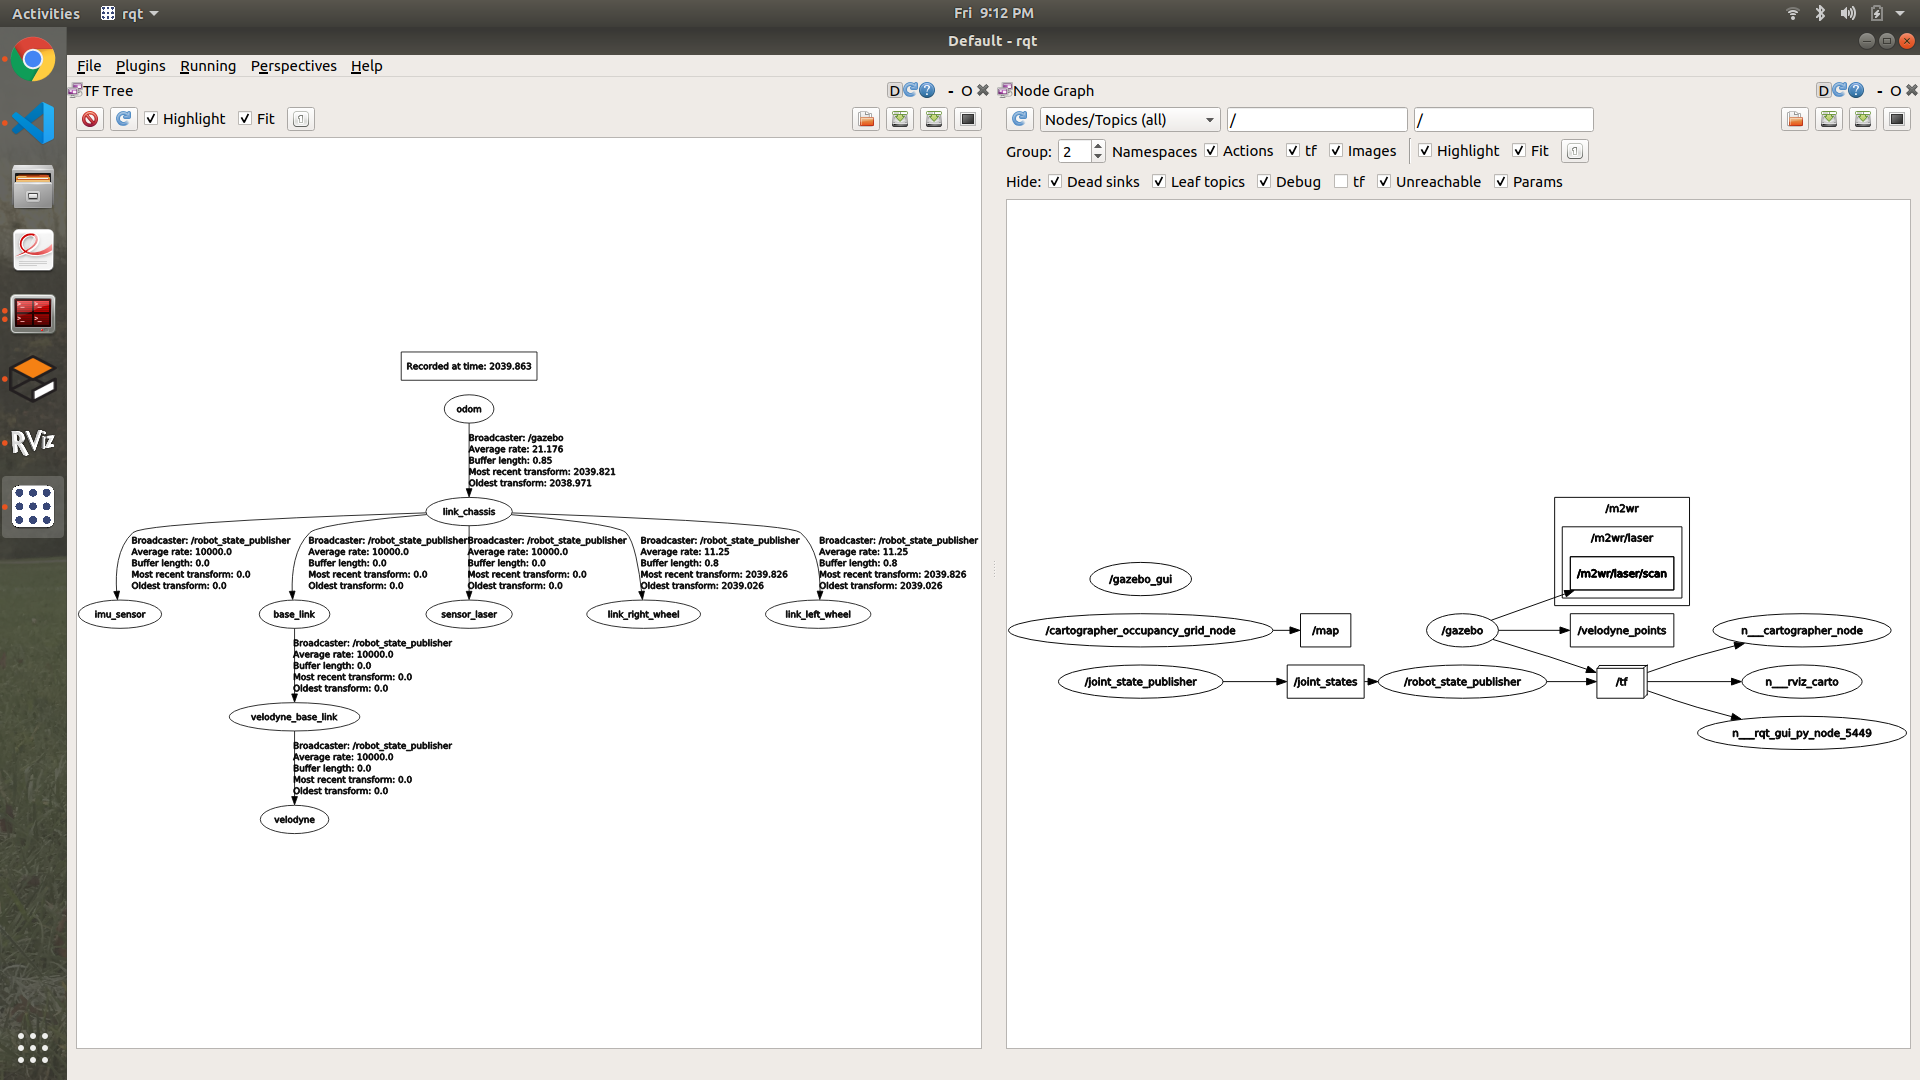 Activities rqt Fri 9:12 PM
Default - rqt
File Plugins Running Perspectives Help
TF Tree D - O
Highlight Fit
Recorded at time: 2039.863
odom
Broadcaster: /gazebo
Average rate: 21.176
Buffer length: 0.85
Most recent transform: 2039.821
Oldest transform: 2038.971
link_chassis
Broadcaster: /robot_state_publisher
Average rate: 10000.0
Buffer length: 0.0
Most recent transform: 0.0
Oldest transform: 0.0
Broadcaster: /robot_state_publisher
Average rate: 10000.0
Buffer length: 0.0
Most recent transform: 0.0
Oldest transform: 0.0
Broadcaster: /robot_state_publisher
Average rate: 10000.0
Buffer length: 0.0
Most recent transform: 0.0
Oldest transform: 0.0
Broadcaster: /robot_state_publisher
Average rate: 11.25
Buffer length: 0.8
Most recent transform: 2039.826
Oldest transform: 2039.026
Broadcaster: /robot_state_publisher
Average rate: 11.25
Buffer length: 0.8
Most recent transform: 2039.826
Oldest transform: 2039.026
imu_sensor base_link sensor_laser link_right_wheel link_left_wheel
Broadcaster: /robot_state_publisher
Average rate: 10000.0
Buffer length: 0.0
Most recent transform: 0.0
Oldest transform: 0.0
velodyne_base_link
Broadcaster: /robot_state_publisher
Average rate: 10000.0
Buffer length: 0.0
Most recent transform: 0.0
Oldest transform: 0.0
velodyne
Node Graph D - O
Nodes/Topics (all) / /
Group: 2 Namespaces Actions tf Images Highlight Fit
Hide: Dead sinks Leaf topics Debug tf Unreachable Params
/m2wr
/m2wr/laser
/m2wr/laser/scan
/gazebo_gui
/cartographer_occupancy_grid_node /map /gazebo /velodyne_points n___cartographer_node
/joint_state_publisher /joint_states /robot_state_publisher /tf n___rviz_carto
n___rqt_gui_py_node_5449
RViz